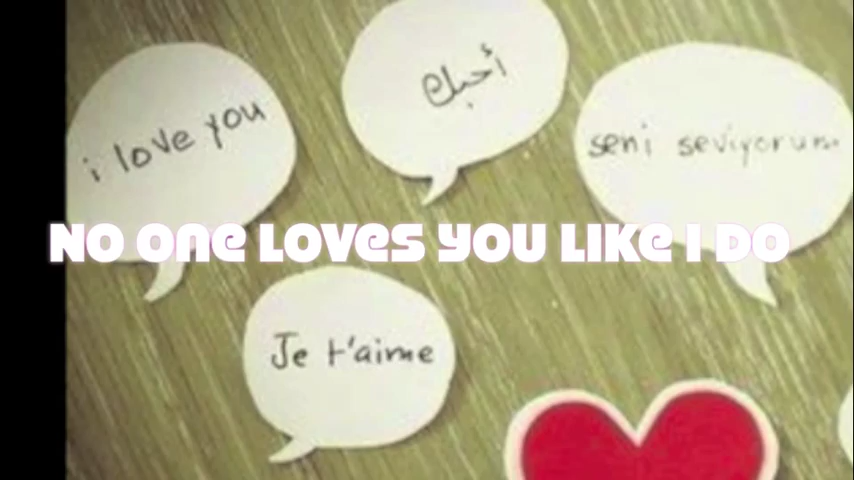 i love you
أحبك
seni seviyorum
NO ONE LOVES YOU LIKE I DO
Je t'aime